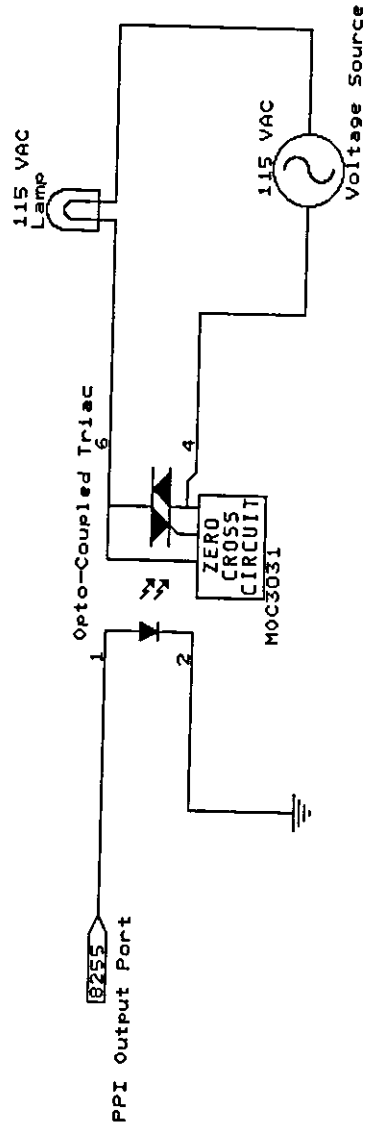 8255
PPI Output Port
1
2
Opto-Coupled Triac
6
4
ZERO
CROSS
CIRCUIT
MOC3031
115 VAC
Lamp
115 VAC
Voltage Source